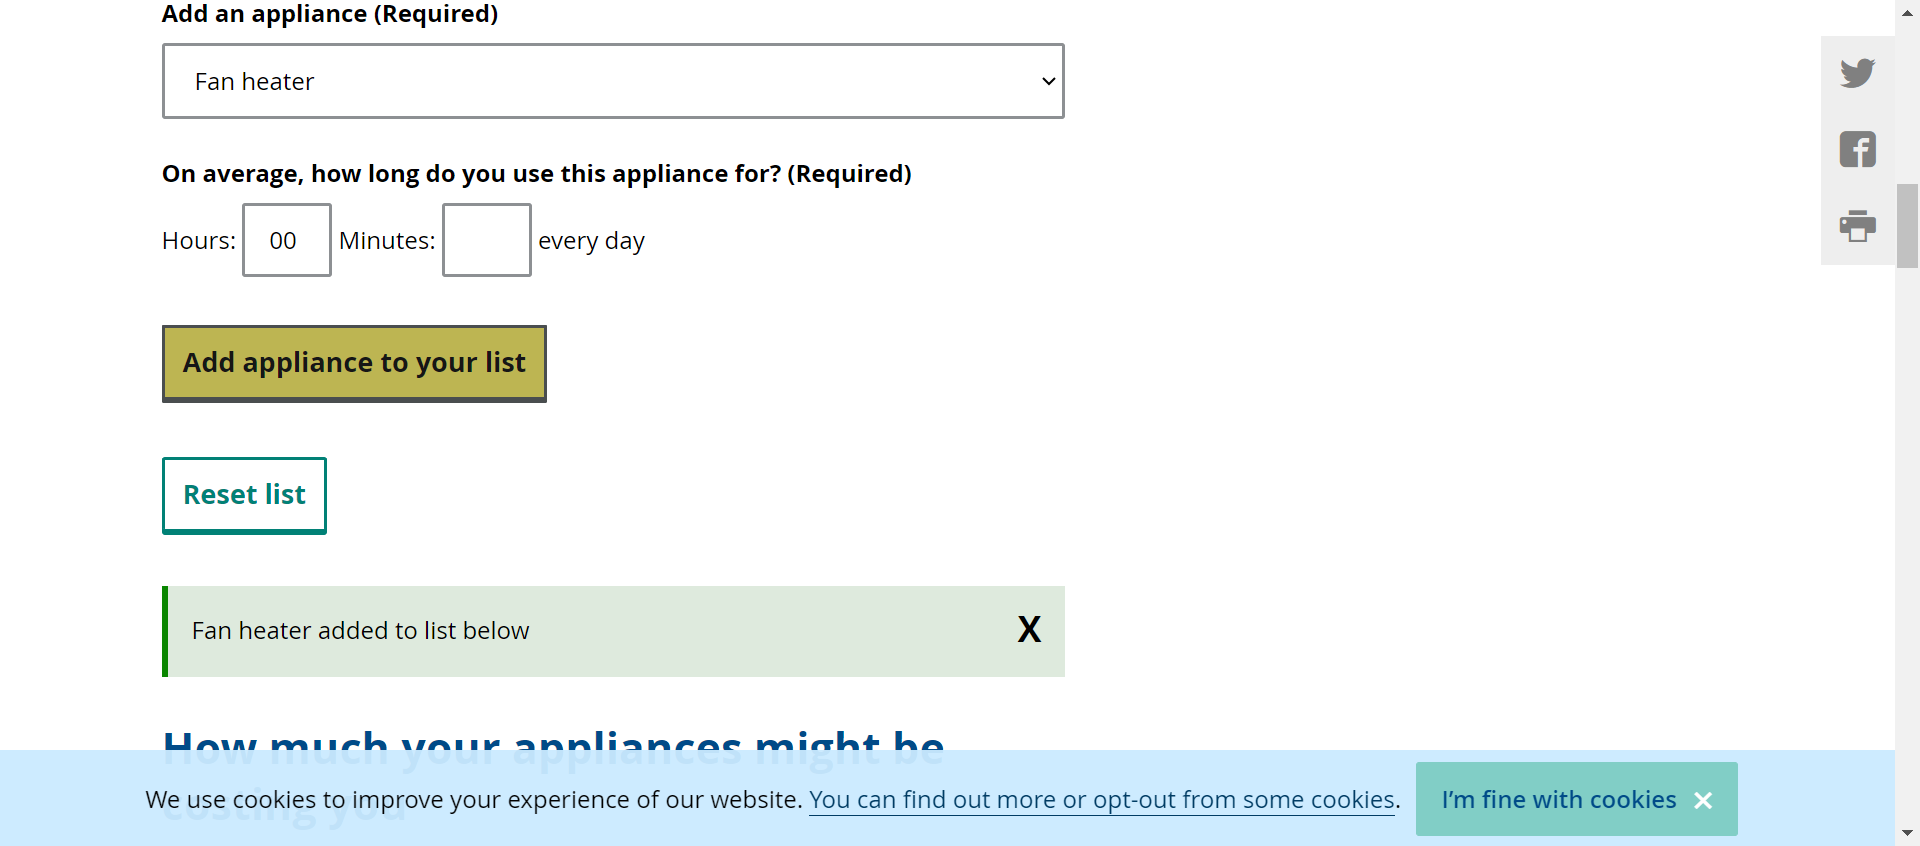 Add an appliance (Required)
Fan heater
On average, how long do you use this appliance for? (Required)
Hours: 00 Minutes: every day
Add appliance to your list
Reset list
Fan heater added to list below X
How much your appliances might be
costing you
We use cookies to improve your experience of our website. You can find out more or opt-out from some cookies. I'm fine with cookies ×